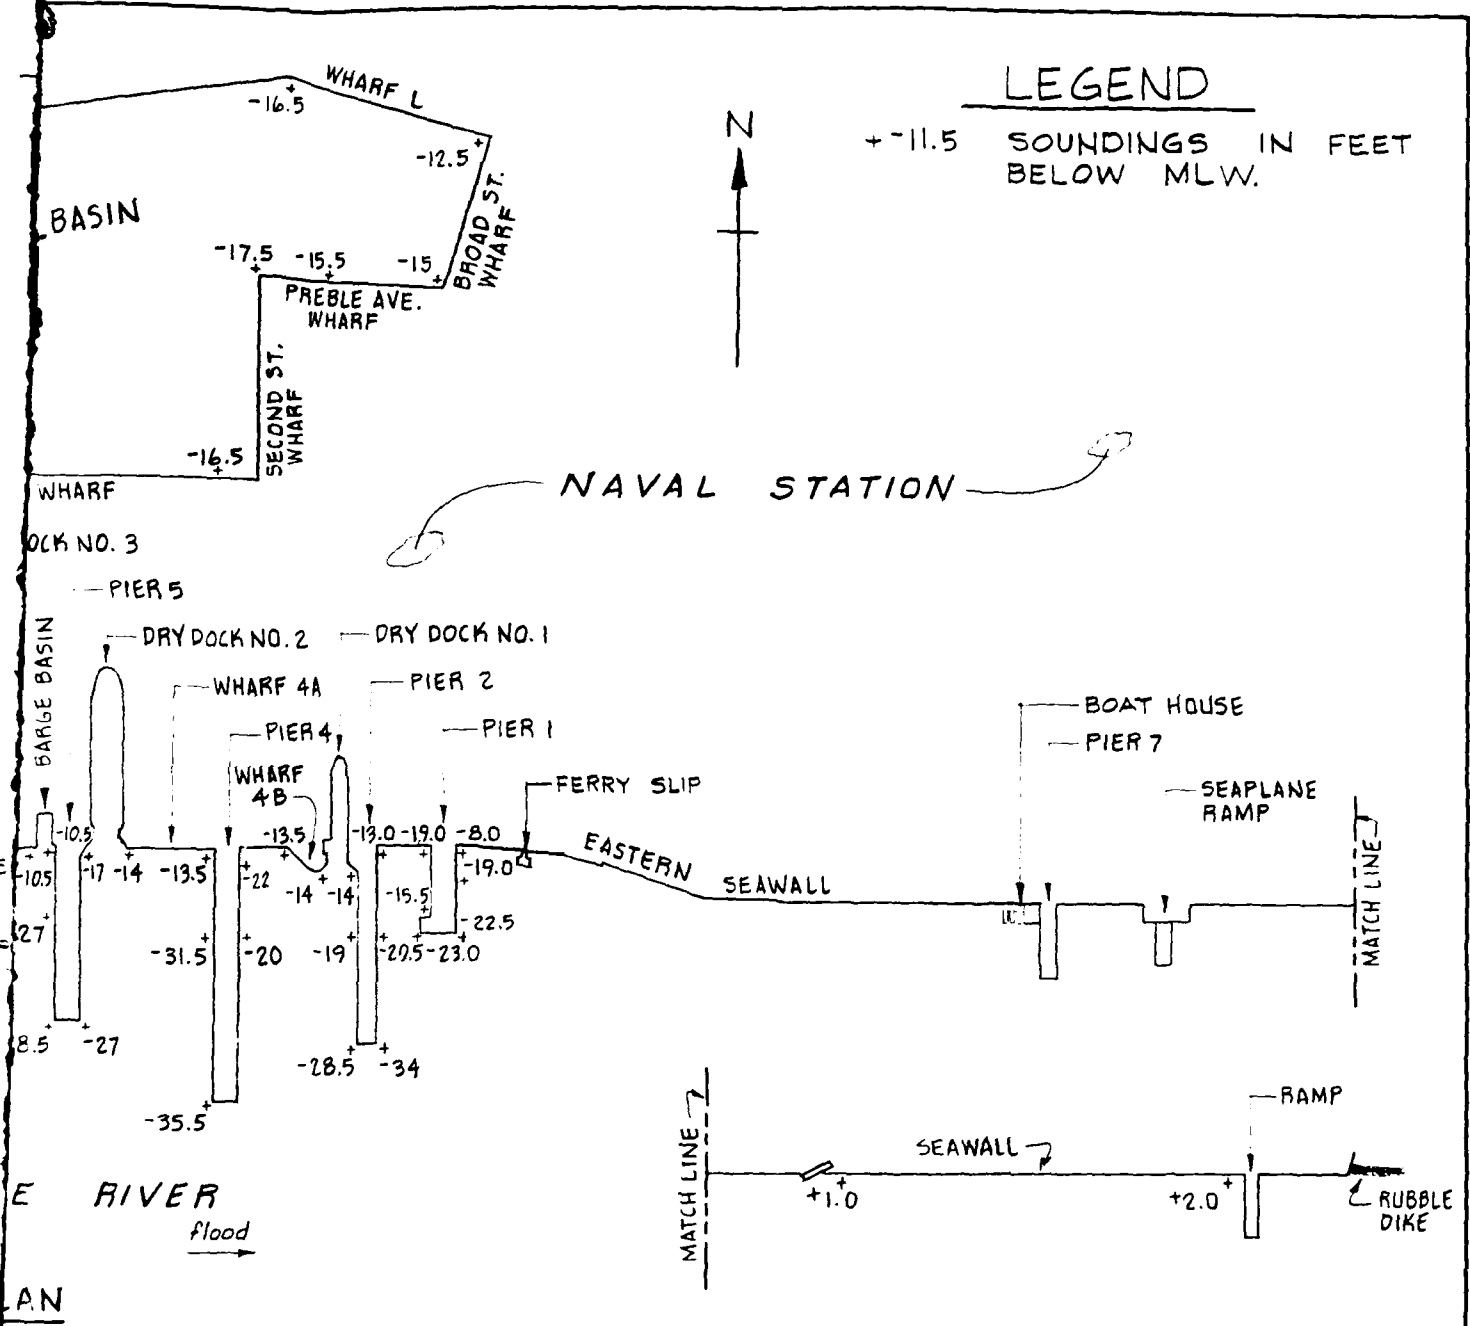 LEGEND
+ -11.5 SOUNDINGS IN FEET
BELOW MLW.
N
WHARF L
-16.5
-12.5
BASIN
BROAD ST.
WHARF
-17.5
-15.5
-15
PREBLE AVE.
WHARF
SECOND ST.
WHARF
-16.5
WHARF
NAVAL STATION
OCK NO. 3
PIER 5
BARGE BASIN
DRY DOCK NO. 2
DRY DOCK NO. 1
WHARF 4A
PIER 2
PIER 4
PIER 1
WHARF
4B
FERRY SLIP
BOAT HOUSE
PIER 7
SEAPLANE
RAMP
MATCH LINE
-10.5
-13.5
-13.0 -19.0 -8.0
EASTERN
SEAWALL
-10.5
-17 -14
-13.5
-22
-14
-14
-15.5
-19.0
27
-31.5
-20
-19
-23.0
-22.5
8.5
-27
-28.5
-34
-35.5
MATCH LINE
SEAWALL
RAMP
+1.0
+2.0
RUBBLE
DIKE
E RIVER
flood
LAN